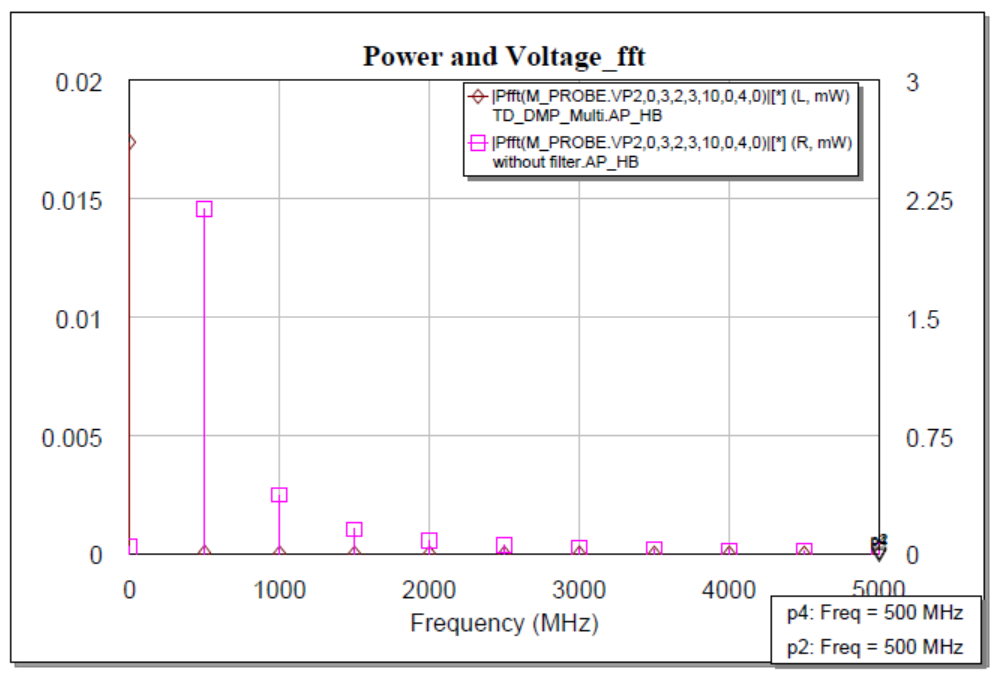 Power and Voltage_fft
|Pfft(M_PROBE.VP2,0,3,2,3,10,0,4,0)|[*] (L, mW)
TD_DMP_Multi.AP_HB
|Pfft(M_PROBE.VP2,0,3,2,3,10,0,4,0)|[*] (R, mW)
without filter.AP_HB
0.02
0.015
0.01
0.005
0
3
2.25
1.5
0.75
0
0 1000 2000 3000 4000 5000
Frequency (MHz)
p4: Freq = 500 MHz
p2: Freq = 500 MHz